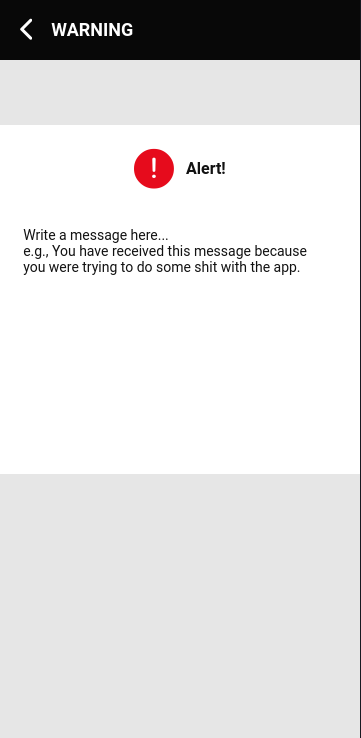 WARNING
Alert!
Write a message here...
e.g., You have received this message because
you were trying to do some shit with the app.